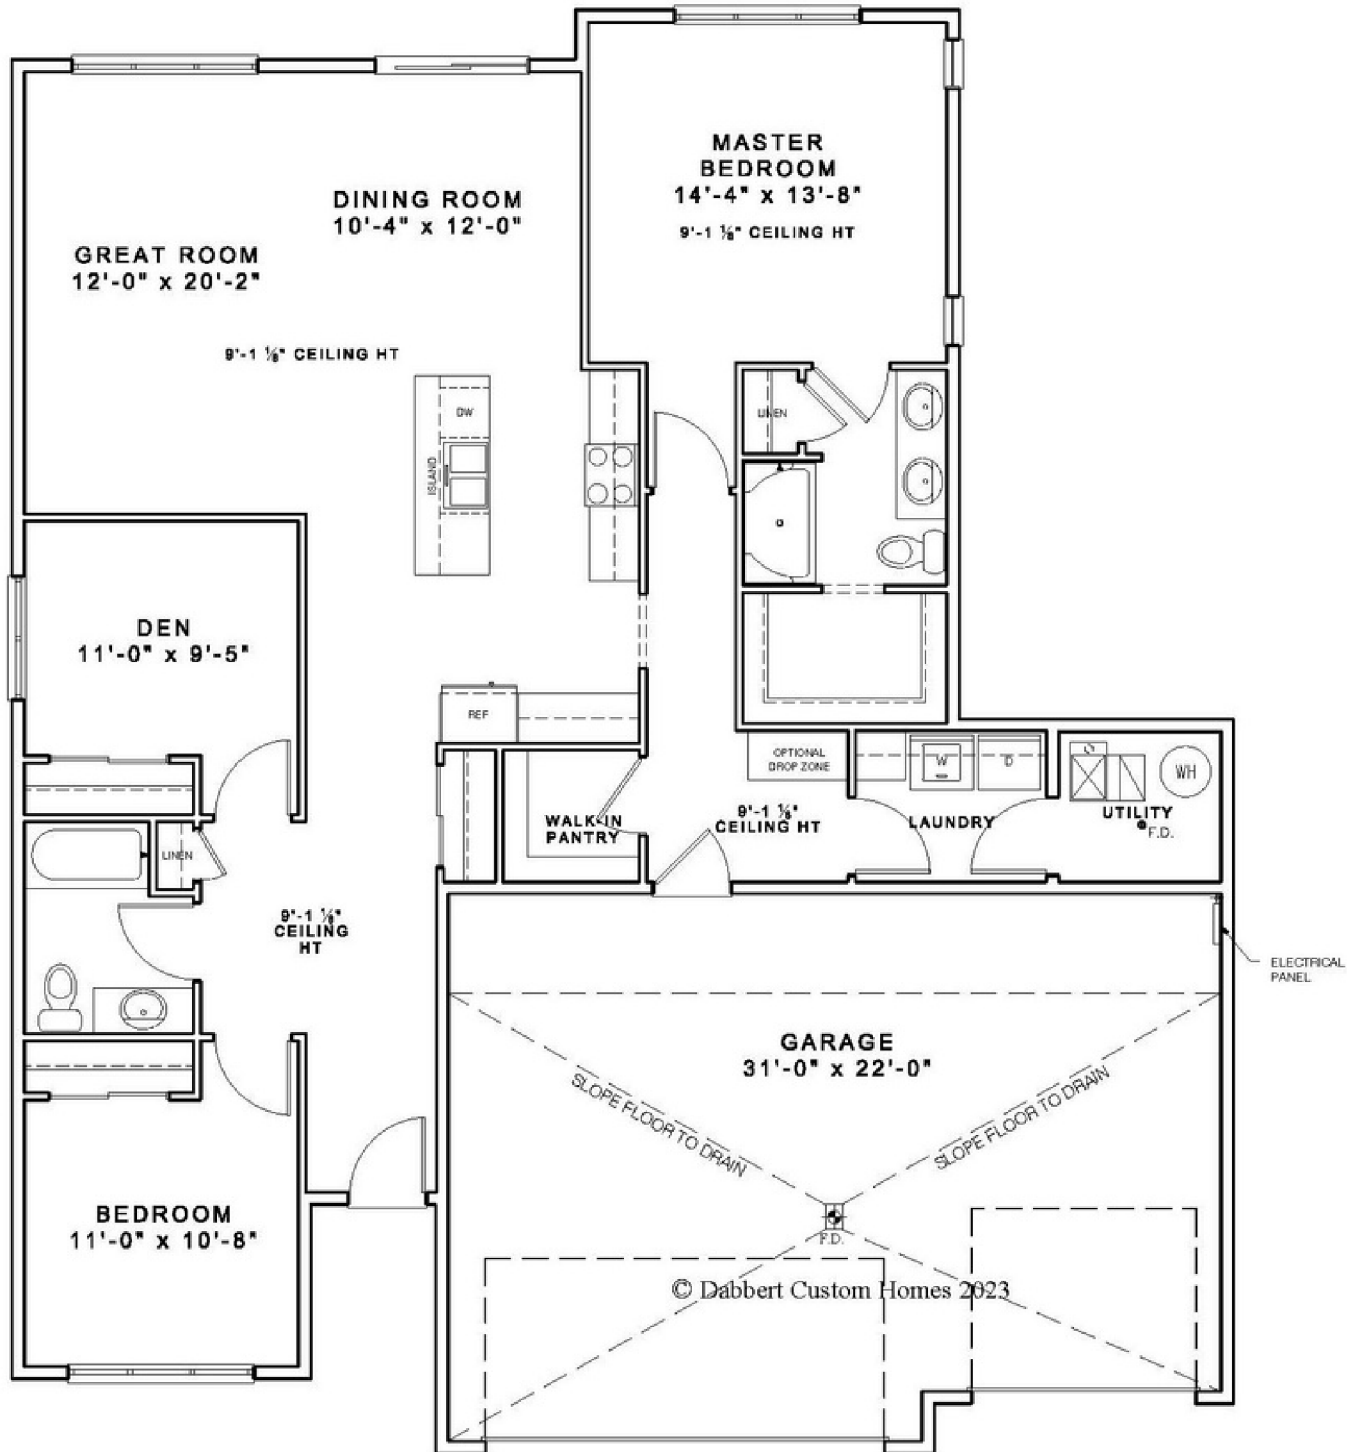 MASTER
BEDROOM
14'-4" x 13'-8"
9'-1 ⅛" CEILING HT
DINING ROOM
10'-4" x 12'-0"
GREAT ROOM
12'-0" x 20'-2"
9'-1 ⅛" CEILING HT
LINEN
DW
ISLAND
DEN
11'-0" x 9'-5"
REF
OPTIONAL
DROP ZONE
W
D
WH
WALK-IN
PANTRY
9'-1 ⅛"
CEILING HT
LAUNDRY
UTILITY
F.D.
LINEN
9'-1 ⅛"
CEILING
HT
ELECTRICAL
PANEL
GARAGE
31'-0" x 22'-0"
SLOPE FLOOR TO DRAIN
SLOPE FLOOR TO DRAIN
BEDROOM
11'-0" x 10'-8"
F.D.
© Dabbert Custom Homes 2023